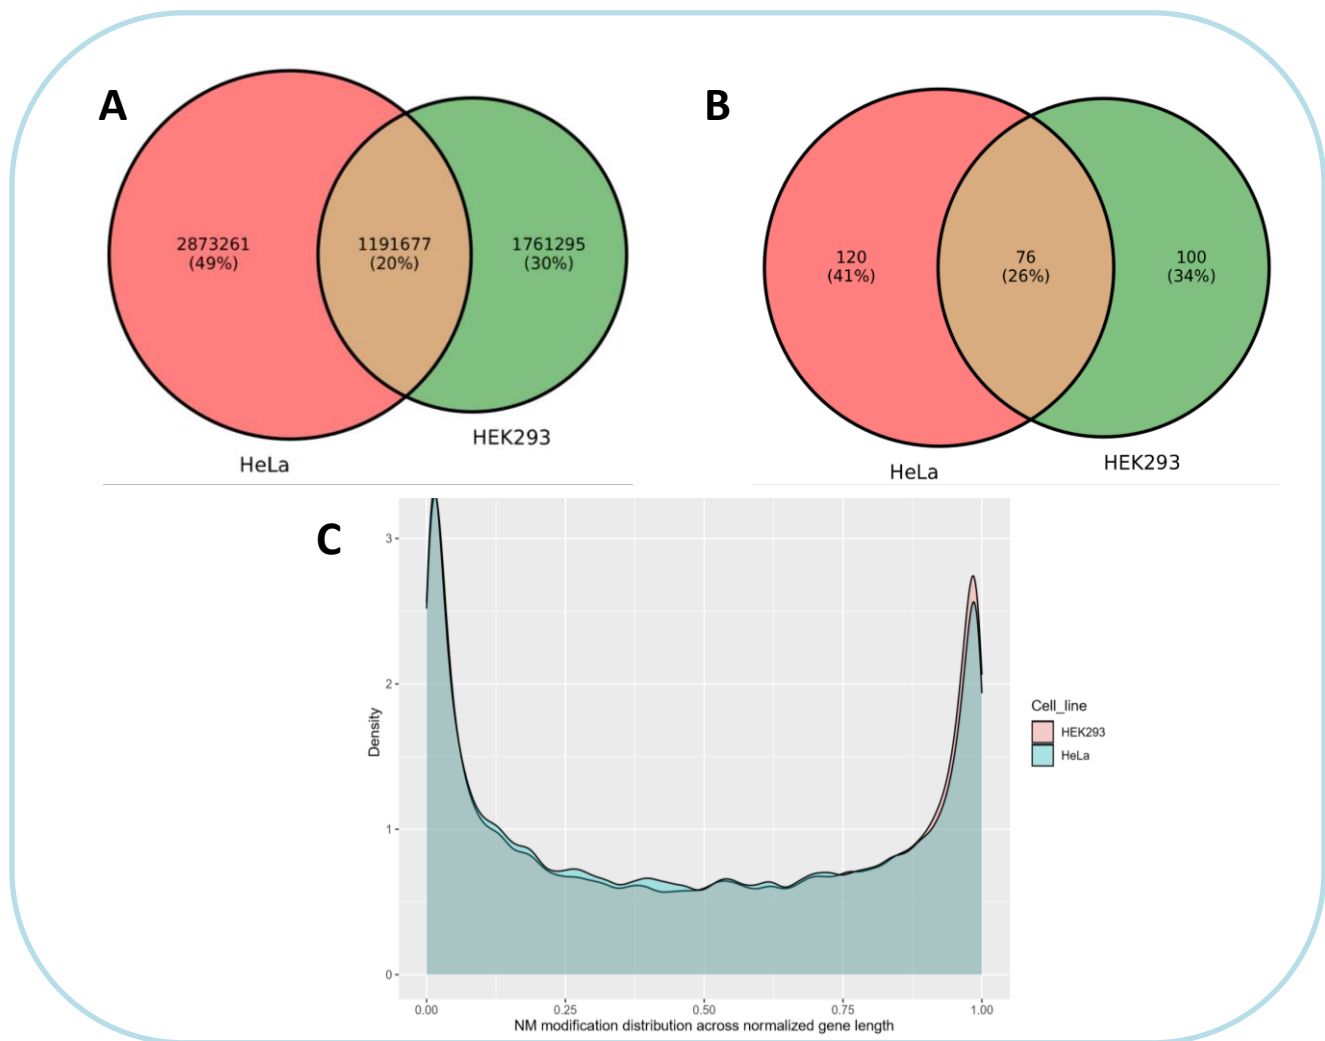 A
2873261
(49%)
1191677
(20%)
1761295
(30%)
HEK293
HeLa
B
120
(41%)
76
(26%)
100
(34%)
HEK293
HeLa
C
3
2
1
0
Density
0.00
0.25
0.50
0.75
1.00
NM modification distribution across normalized gene length
Cell_line
HEK293
HeLa